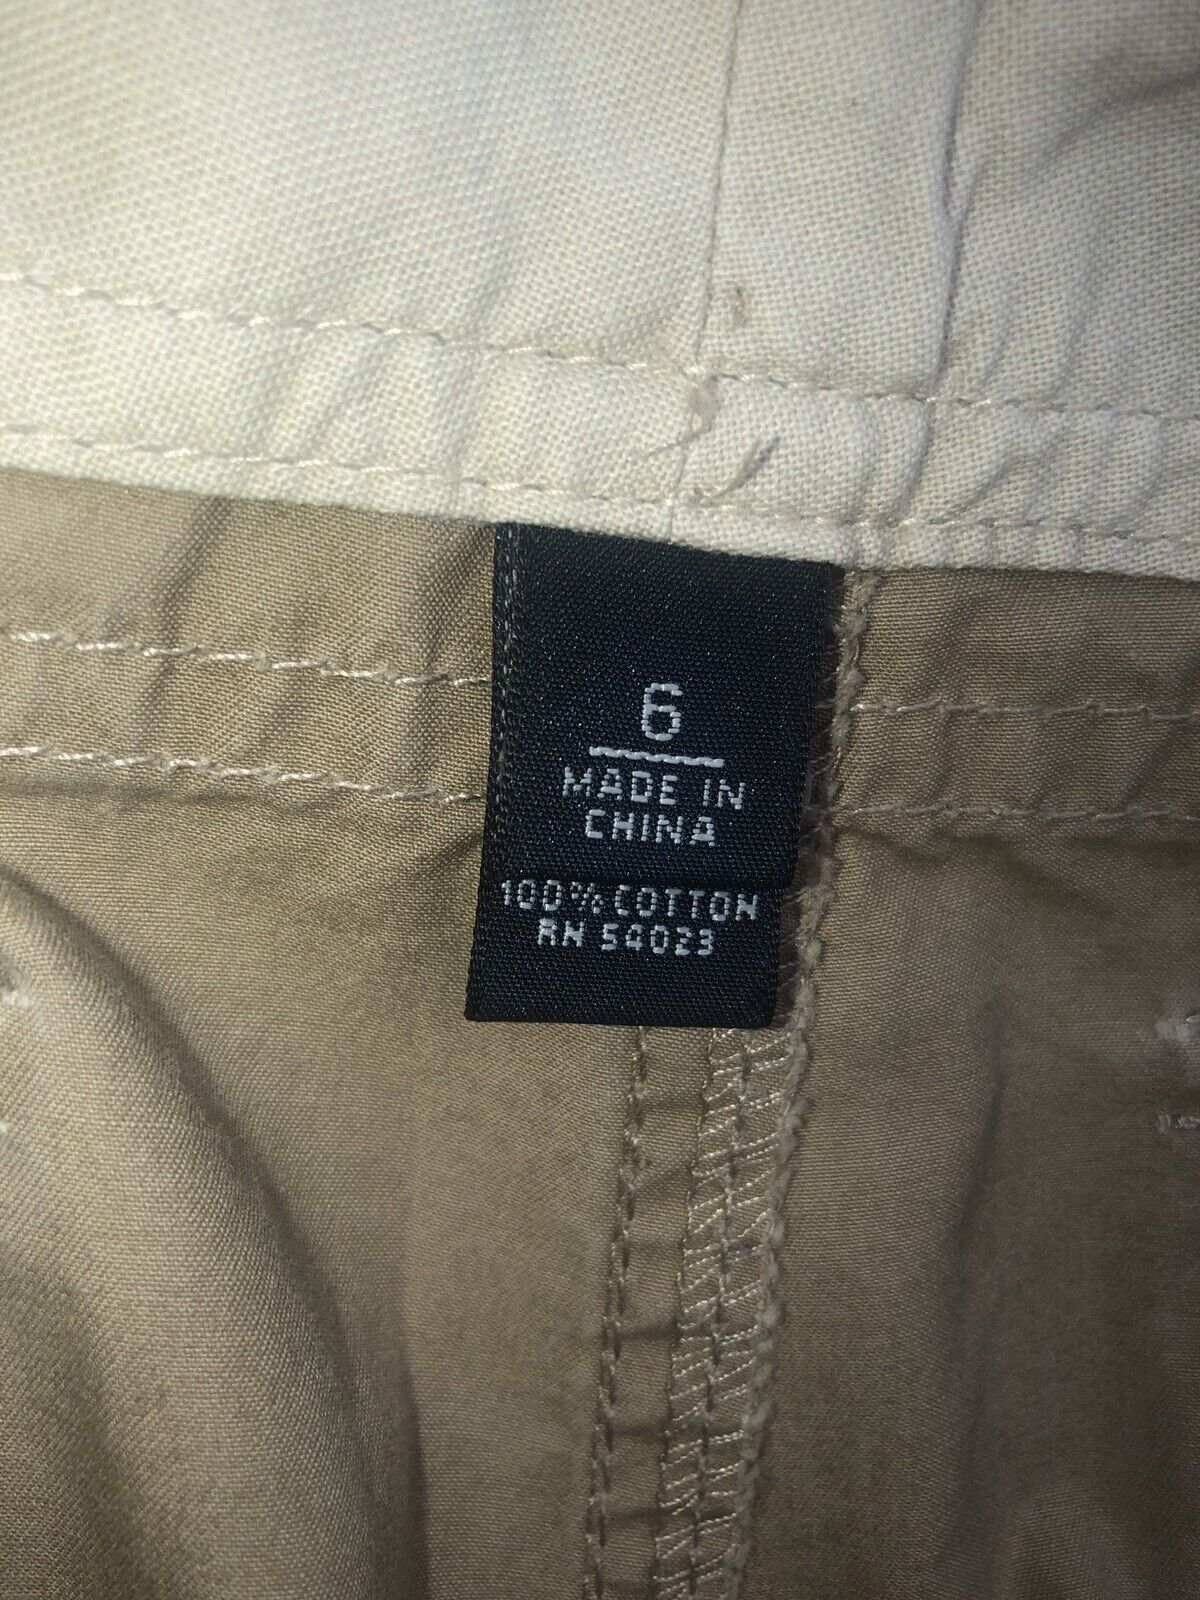 6
MADE IN
CHINA
100% COTTON
RN 54023